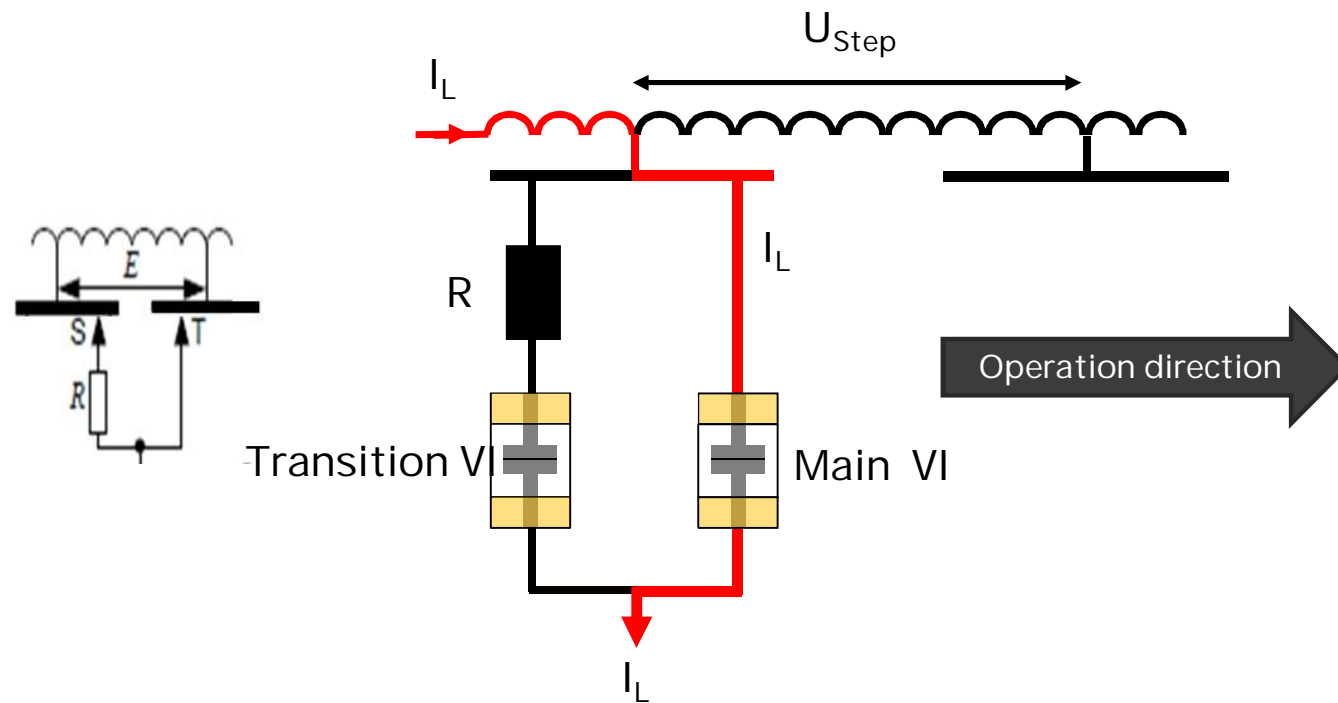 U_Step
I_L
E
I_L
S T
R
R
Operation direction
Transition VI
Main VI
I_L